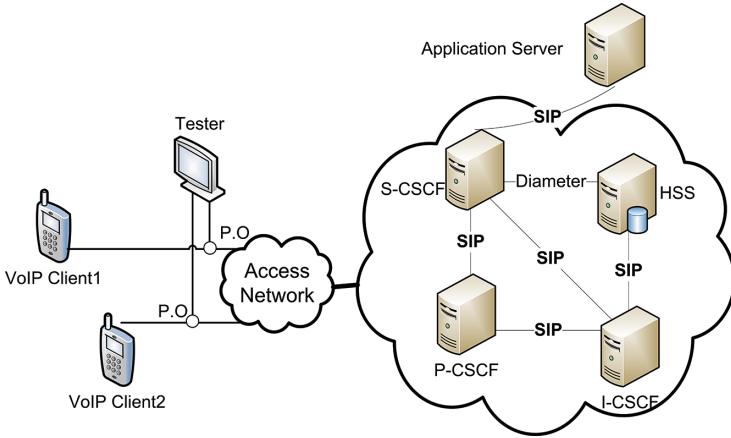 Application Server
SIP
Tester
S-CSCF
Diameter
HSS
P.O
VoIP Client1
Access
Network
SIP
SIP
SIP
P.O
SIP
P-CSCF
I-CSCF
VoIP Client2